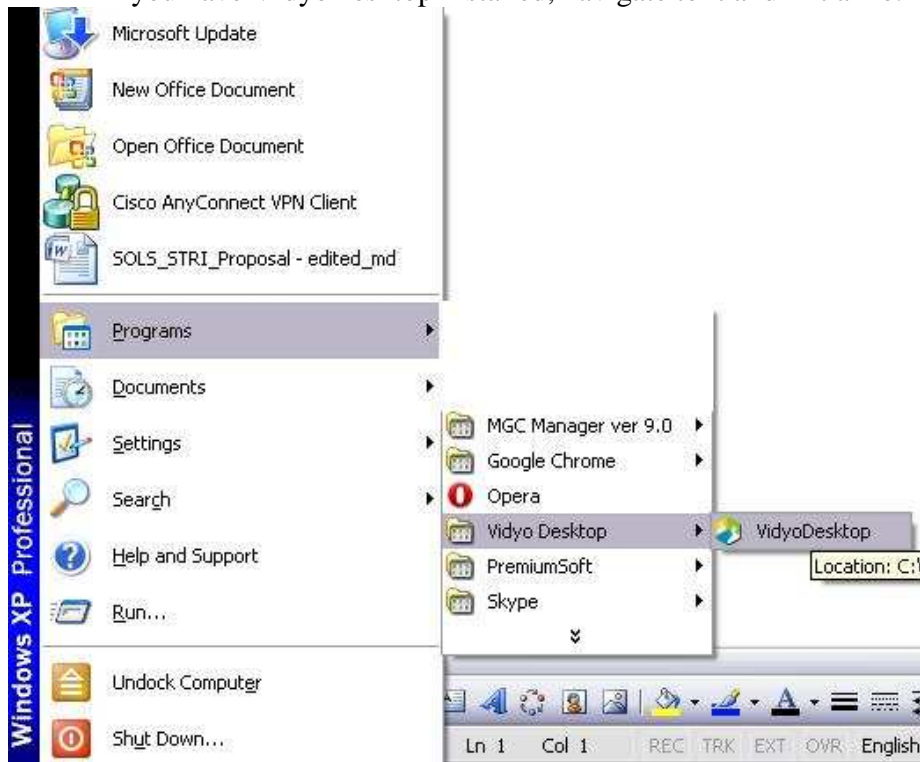 Microsoft Update
New Office Document
Open Office Document
Cisco AnyConnect VPN Client
SOLS_STRI_Proposal - edited_md
Programs
Documents
Settings
Search
Help and Support
Run...
Undock Computer
Shut Down...
Windows XP Professional
MGC Manager ver 9.0
Google Chrome
Opera
Vidyo Desktop
PremiumSoft
Skype
VidyoDesktop
Location: C:\
Ln 1 Col 1 REC TRK EXT OVR English